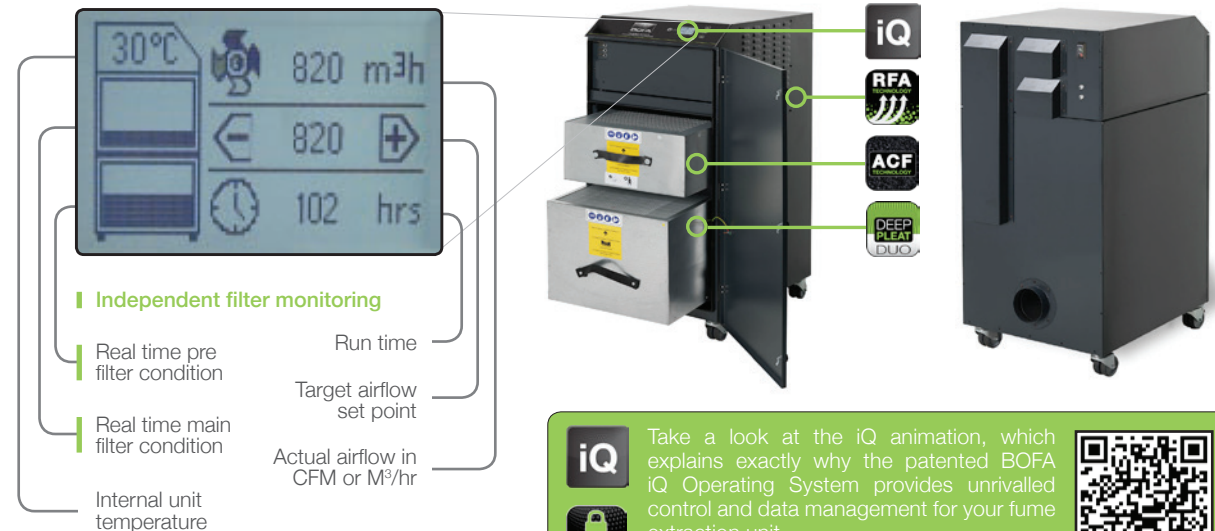 30°C
820 m³h
820
102 hrs
Independent filter monitoring
Real time pre
filter condition
Real time main
filter condition
Internal unit
temperature
Run time
Target airflow
set point
Actual airflow in
CFM or M³/hr
BOFA
iQ
RFA
TECHNOLOGY
ACF
TECHNOLOGY
DEEP
PLEAT
DUO
iQ
Take a look at the iQ animation, which
explains exactly why the patented BOFA
iQ Operating System provides unrivalled
control and data management for your fume
extraction unit